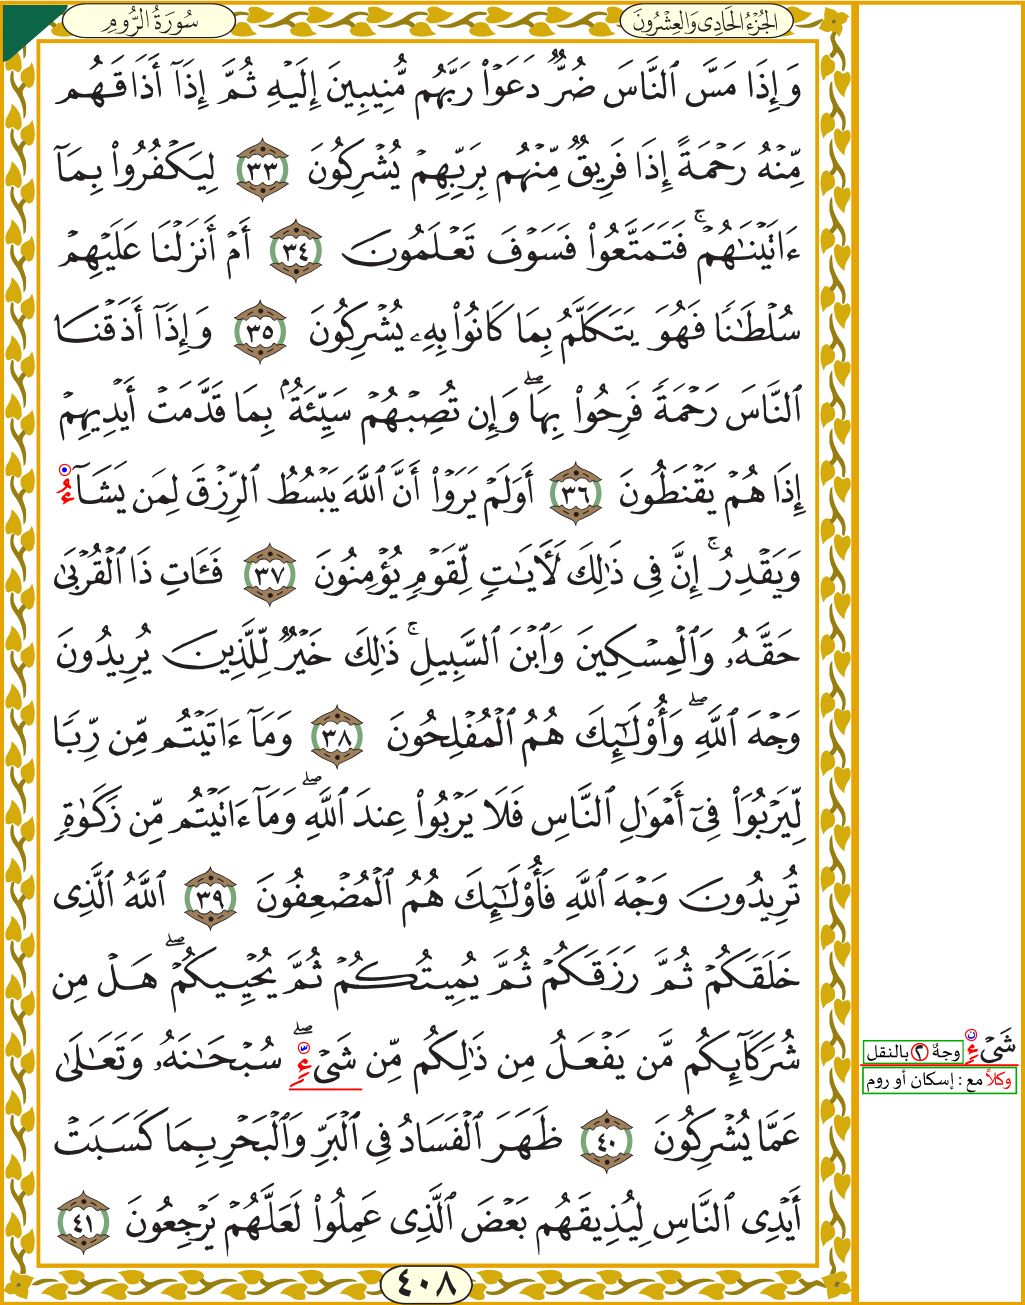 الجُزْءُ الحَادِي وَالعِشْرُونَ
سُورَةُ الرُّومِ
وَإِذَا مَسَّ ٱلنَّاسَ ضُرٌّ دَعَوْا۟ رَبَّهُم مُّنِيبِينَ إِلَيْهِ ثُمَّ إِذَآ أَذَاقَهُم
مِّنْهُ رَحْمَةً إِذَا فَرِيقٌ مِّنْهُم بِرَبِّهِمْ يُشْرِكُونَ ٣٣ لِيَكْفُرُوا۟ بِمَآ
ءَاتَيْنَـٰهُمْ ۚ فَتَمَتَّعُوا۟ فَسَوْفَ تَعْلَمُونَ ٣٤ أَمْ أَنزَلْنَا عَلَيْهِمْ
سُلْطَـٰنًا فَهُوَ يَتَكَلَّمُ بِمَا كَانُوا۟ بِهِۦ يُشْرِكُونَ ٣٥ وَإِذَآ أَذَقْنَا
ٱلنَّاسَ رَحْمَةً فَرِحُوا۟ بِهَا ۖ وَإِن تُصِبْهُمْ سَيِّئَةٌۢ بِمَا قَدَّمَتْ أَيْدِيهِمْ
إِذَا هُمْ يَقْنَطُونَ ٣٦ أَوَلَمْ يَرَوْا۟ أَنَّ ٱللَّهَ يَبْسُطُ ٱلرِّزْقَ لِمَن يَشَآءُ
وَيَقْدِرُ ۚ إِنَّ فِى ذَٰلِكَ لَـَٔايَـٰتٍ لِّقَوْمٍ يُؤْمِنُونَ ٣٧ فَـَٔاتِ ذَا ٱلْقُرْبَىٰ
حَقَّهُۥ وَٱلْمِسْكِينَ وَٱبْنَ ٱلسَّبِيلِ ۚ ذَٰلِكَ خَيْرٌ لِّلَّذِينَ يُرِيدُونَ
وَجْهَ ٱللَّهِ ۖ وَأُو۟لَـٰٓئِكَ هُمُ ٱلْمُفْلِحُونَ ٣٨ وَمَآ ءَاتَيْتُم مِّن رِّبًا
لِّيَرْبُوَا۟ فِىٓ أَمْوَٰلِ ٱلنَّاسِ فَلَا يَرْبُوا۟ عِندَ ٱللَّهِ ۖ وَمَآ ءَاتَيْتُم مِّن زَكَوٰةٍ
تُرِيدُونَ وَجْهَ ٱللَّهِ فَأُو۟لَـٰٓئِكَ هُمُ ٱلْمُضْعِفُونَ ٣٩ ٱللَّهُ ٱلَّذِى
خَلَقَكُمْ ثُمَّ رَزَقَكُمْ ثُمَّ يُمِيتُكُمْ ثُمَّ يُحْيِيكُمْ ۖ هَلْ مِن
شُرَكَآئِكُم مَّن يَفْعَلُ مِن ذَٰلِكُم مِّن شَىْءٍ ۚ سُبْحَـٰنَهُۥ وَتَعَـٰلَىٰ
عَمَّا يُشْرِكُونَ ٤٠ ظَهَرَ ٱلْفَسَادُ فِى ٱلْبَرِّ وَٱلْبَحْرِ بِمَا كَسَبَتْ
أَيْدِى ٱلنَّاسِ لِيُذِيقَهُم بَعْضَ ٱلَّذِى عَمِلُوا۟ لَعَلَّهُمْ يَرْجِعُونَ ٤١
شَىْءٍ وجهٌ ٢ بالنقل
وكلاً مع : إسكان أو روم
٤٠٨